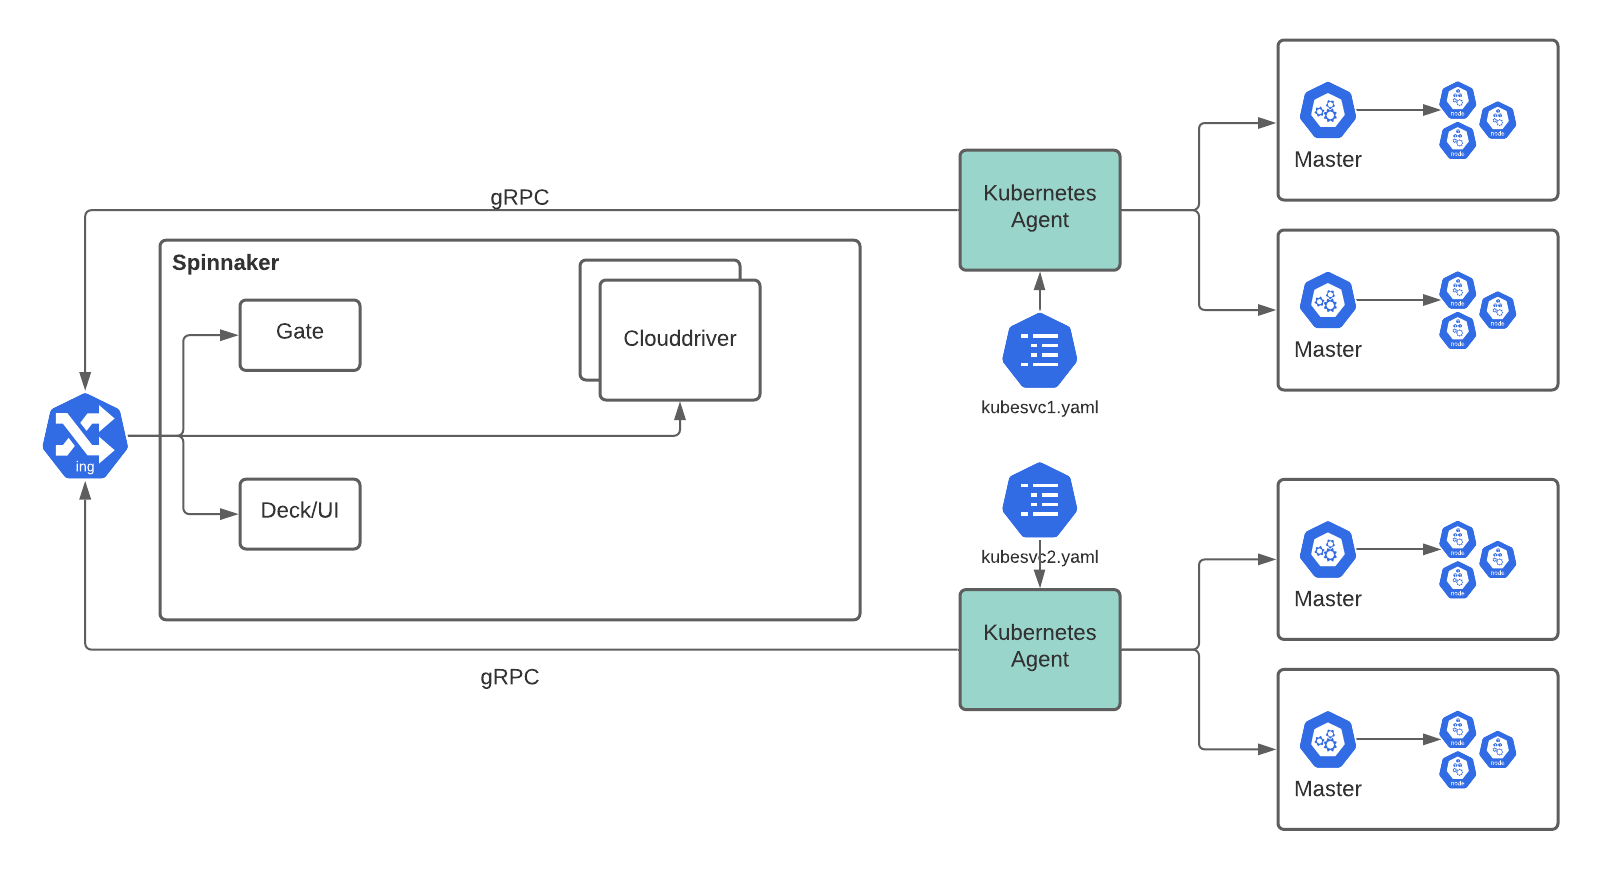 gRPC
Spinnaker
Gate
Clouddriver
ing
Deck/UI
gRPC
Kubernetes
Agent
kubesvc1.yaml
kubesvc2.yaml
Kubernetes
Agent
Master
node
node
node
Master
node
node
node
Master
node
node
node
Master
node
node
node